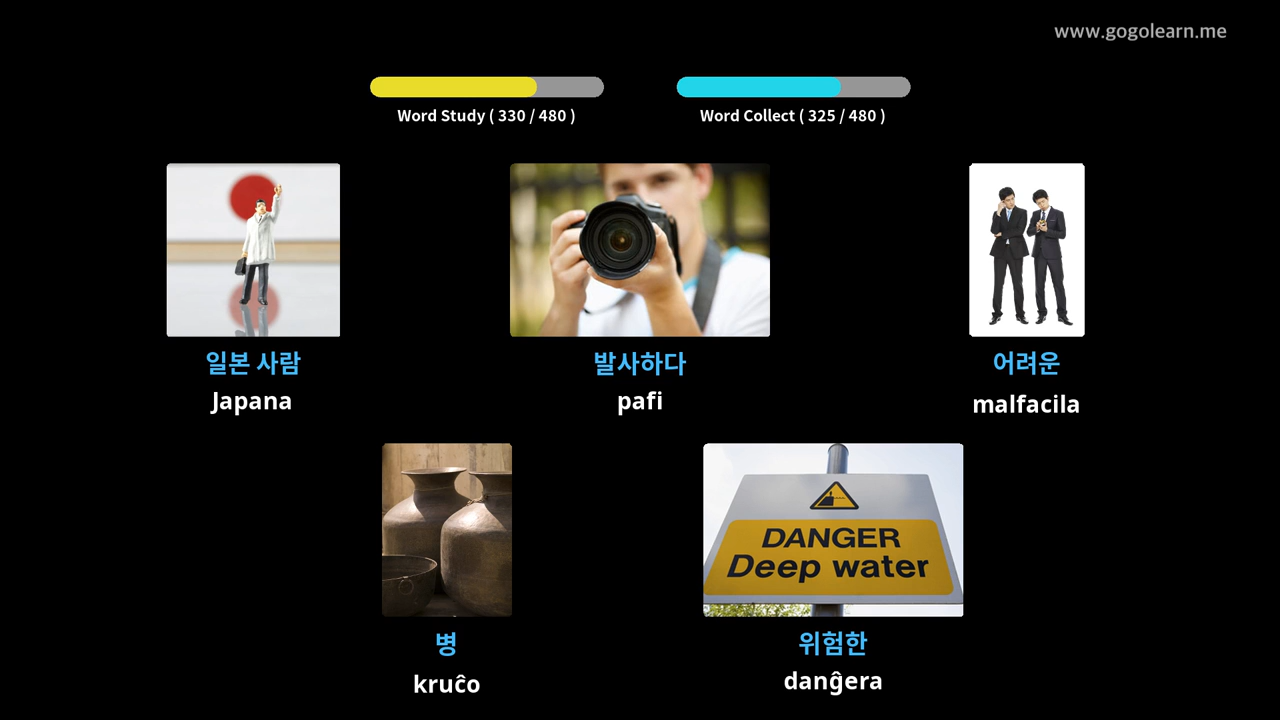 www.gogolearn.me
Word Study ( 330 / 480 )
Word Collect ( 325 / 480 )
일본 사람
Japana
발사하다
pafi
어려운
malfacila
DANGER
Deep water
병
kruĉo
위험한
danĝera